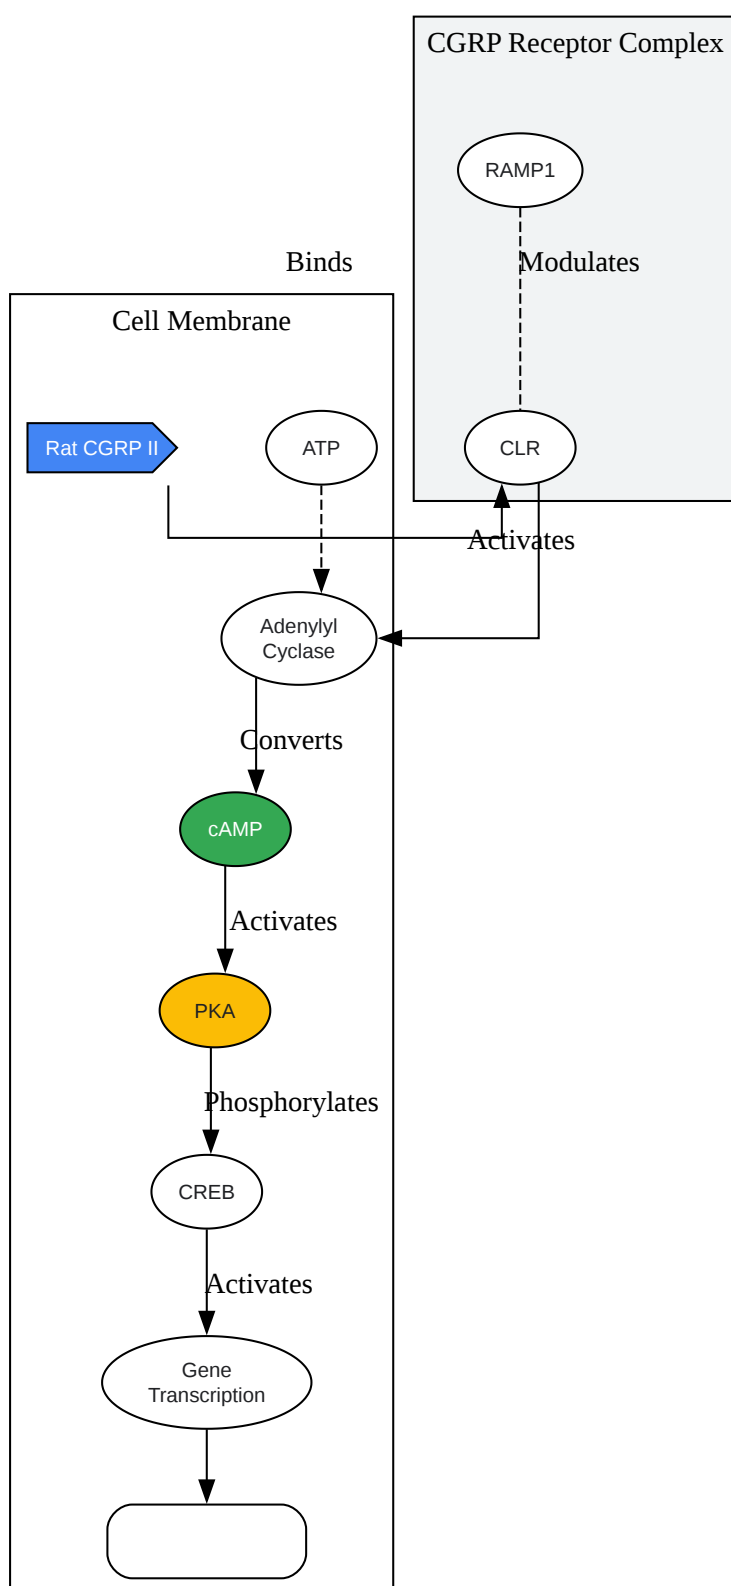 CGRP Receptor Complex
RAMP1
Binds
Modulates
Cell Membrane
Rat CGRP II
ATP
CLR
Activates
Adenylyl
Cyclase
Converts
cAMP
Activates
PKA
Phosphorylates
CREB
Activates
Gene
Transcription